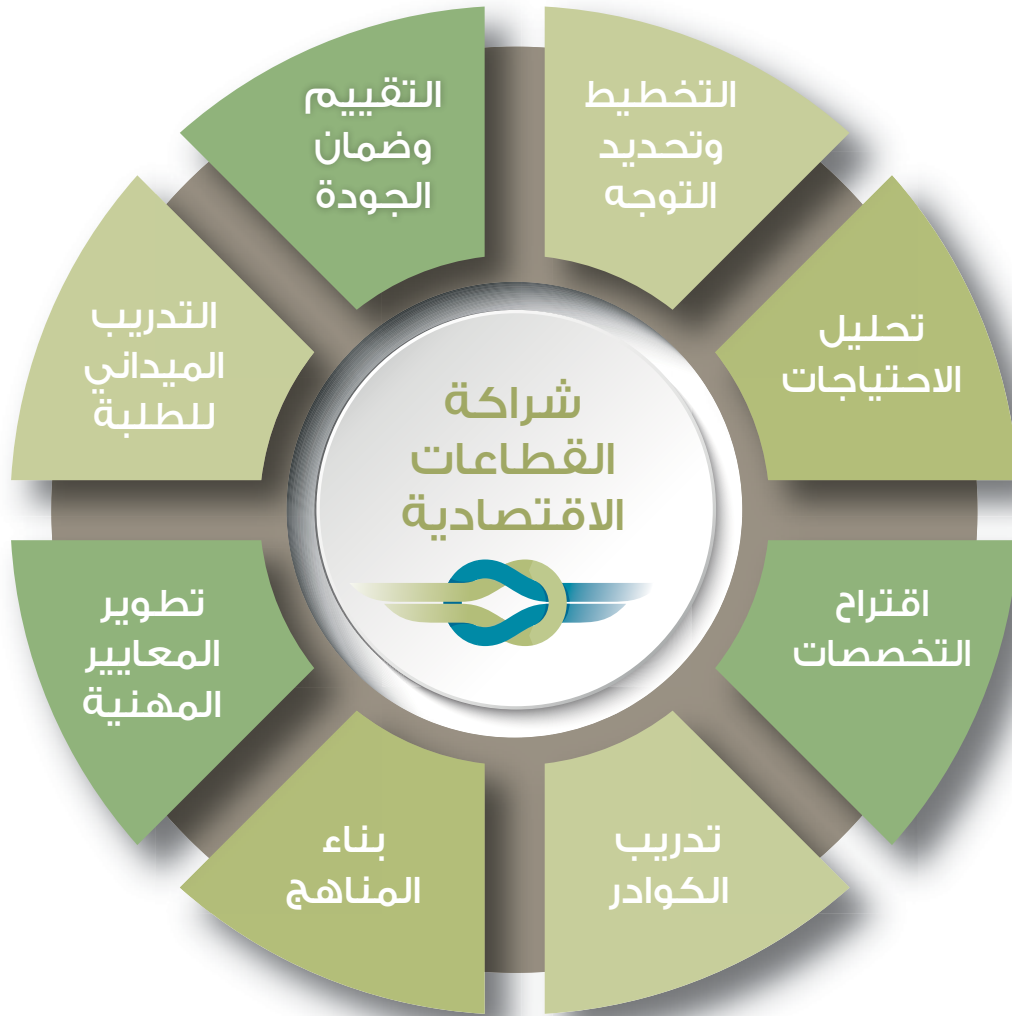 شراكة
القطاعات
الاقتصادية
التخطيط
وتحديد
التوجه
تحليل
الاحتياجات
اقتراح
التخصصات
تدريب
الكوادر
بناء
المناهج
تطوير
المعايير
المهنية
التدريب
الميداني
للطلبة
التقييم
وضمان
الجودة